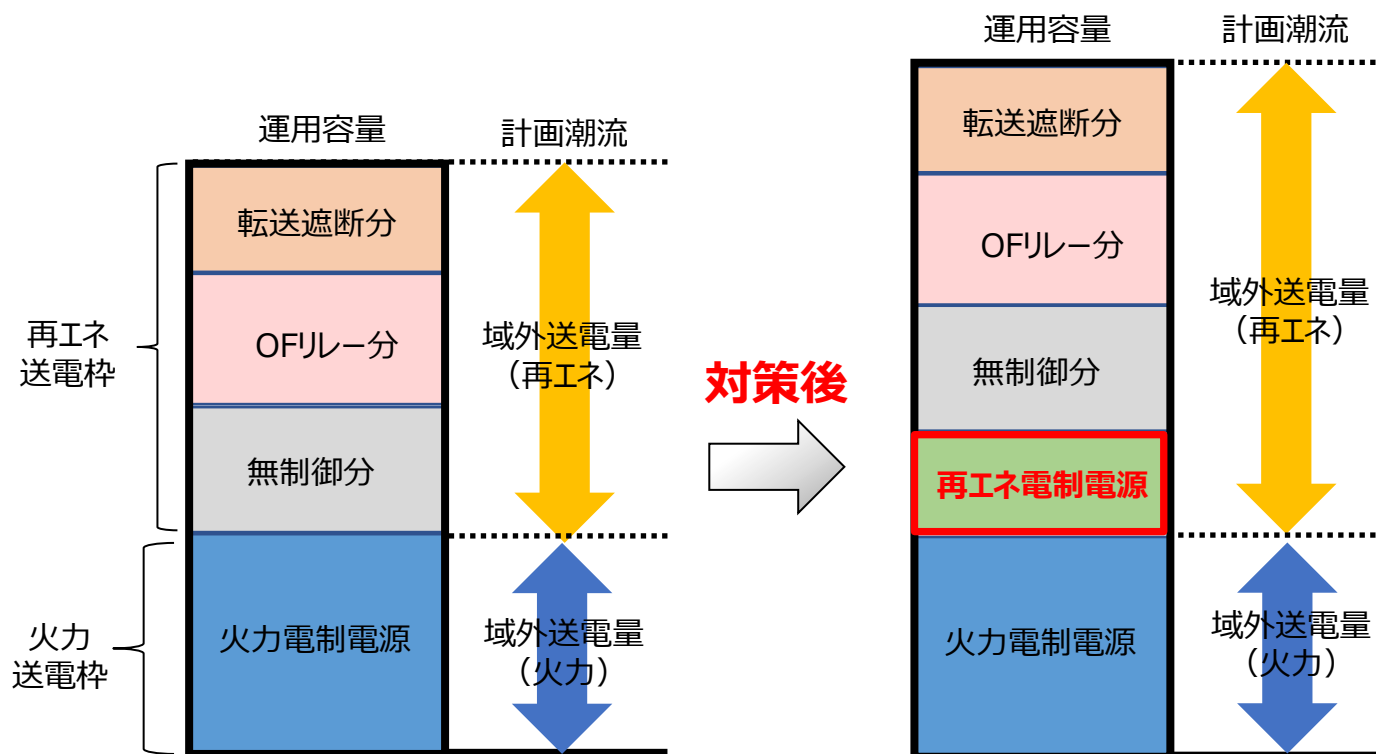 運用容量
計画潮流
転送遮断分
OFリレー分
無制御分
火力電制電源
再エネ
送電枠
火力
送電枠
域外送電量
（再エネ）
域外送電量
（火力）
対策後
運用容量
計画潮流
転送遮断分
OFリレー分
無制御分
再エネ電制電源
火力電制電源
域外送電量
（再エネ）
域外送電量
（火力）